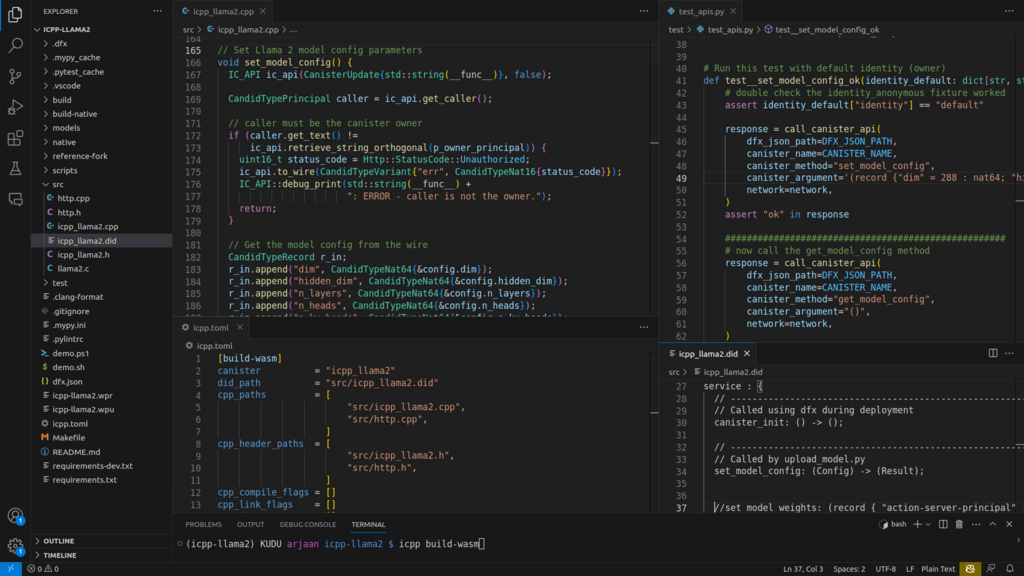 EXPLORER
ICPP-LLAMA2
.dfx
.mypy_cache
.pytest_cache
.vscode
build
build-native
models
native
reference-fork
scripts
src
http.cpp
http.h
icpp_llama2.cpp
icpp_llama2.did
icpp_llama2.h
llama2.c
test
.clang-format
.gitignore
.mypy.ini
.pylintrc
demo.ps1
demo.sh
dfx.json
icpp-llama2.wpr
icpp-llama2.wpu
icpp.toml
Makefile
README.md
requirements-dev.txt
requirements.txt
OUTLINE
TIMELINE
icpp_llama2.cpp
src > icpp_llama2.cpp > ...
164
165 // Set Llama 2 model config parameters
166 void set_model_config() {
167 IC_API ic_api(CanisterUpdate{std::string(__func__)}, false);
168
169 CandidTypePrincipal caller = ic_api.get_caller();
170
171 // caller must be the canister owner
172 if (caller.get_text() !=
173 ic_api.retrieve_string_orthogonal(p_owner_principal)) {
174 uint16_t status_code = Http::StatusCode::Unauthorized;
175 ic_api.to_wire(CandidTypeVariant{"err", CandidTypeNat16{status_code}});
176 IC_API::debug_print(std::string(__func__) +
177 ": ERROR - caller is not the owner.");
178 return;
179 }
180
181 // Get the model config from the wire
182 CandidTypeRecord r_in;
183 r_in.append("dim", CandidTypeNat64{&config.dim});
184 r_in.append("hidden_dim", CandidTypeNat64{&config.hidden_dim});
185 r_in.append("n_layers", CandidTypeNat64{&config.n_layers});
186 r_in.append("n_heads", CandidTypeNat64{&config.n_heads});
icpp.toml
icpp.toml
1 [build-wasm]
2 canister = "icpp_llama2"
3 did_path = "src/icpp_llama2.did"
4 cpp_paths = [
5 "src/icpp_llama2.cpp",
6 "src/http.cpp",
7 ]
8 cpp_header_paths = [
9 "src/icpp_llama2.h",
10 "src/http.h",
11 ]
12 cpp_compile_flags = []
13 cpp_link_flags = []
test_apis.py
test > test_apis.py > test__set_model_config_ok
38
39
40 # Run this test with default identity (owner)
41 def test__set_model_config_ok(identity_default: dict[str, st
42 # double check the identity_anonymous fixture worked
43 assert identity_default["identity"] == "default"
44
45 response = call_canister_api(
46 dfx_json_path=DFX_JSON_PATH,
47 canister_name=CANISTER_NAME,
48 canister_method="set_model_config",
49 canister_argument='(record {"dim" = 288 : nat64; "hi
50 network=network,
51 )
52 assert "ok" in response
53
54 ####################################################
55 # now call the get_model_config method
56 response = call_canister_api(
57 dfx_json_path=DFX_JSON_PATH,
58 canister_name=CANISTER_NAME,
59 canister_method="get_model_config",
60 canister_argument="()",
61 network=network,
62 )
icpp_llama2.did
src > icpp_llama2.did
27 service : {
28 // ----------------------------------------------------
29 // Called using dfx during deployment
30 canister_init: () -> ();
31
32 // ----------------------------------------------------
33 // Called by upload_model.py
34 set_model_config: (Config) -> (Result);
35
36
37 //set model weights: (record { "action-server-principal"
PROBLEMS OUTPUT DEBUG CONSOLE TERMINAL
bash
(icpp-llama2) KUDU arjaan icpp-llama2 $ icpp build-wasm
0 0
Ln 37, Col 3 Spaces: 2 UTF-8 LF Plain Text